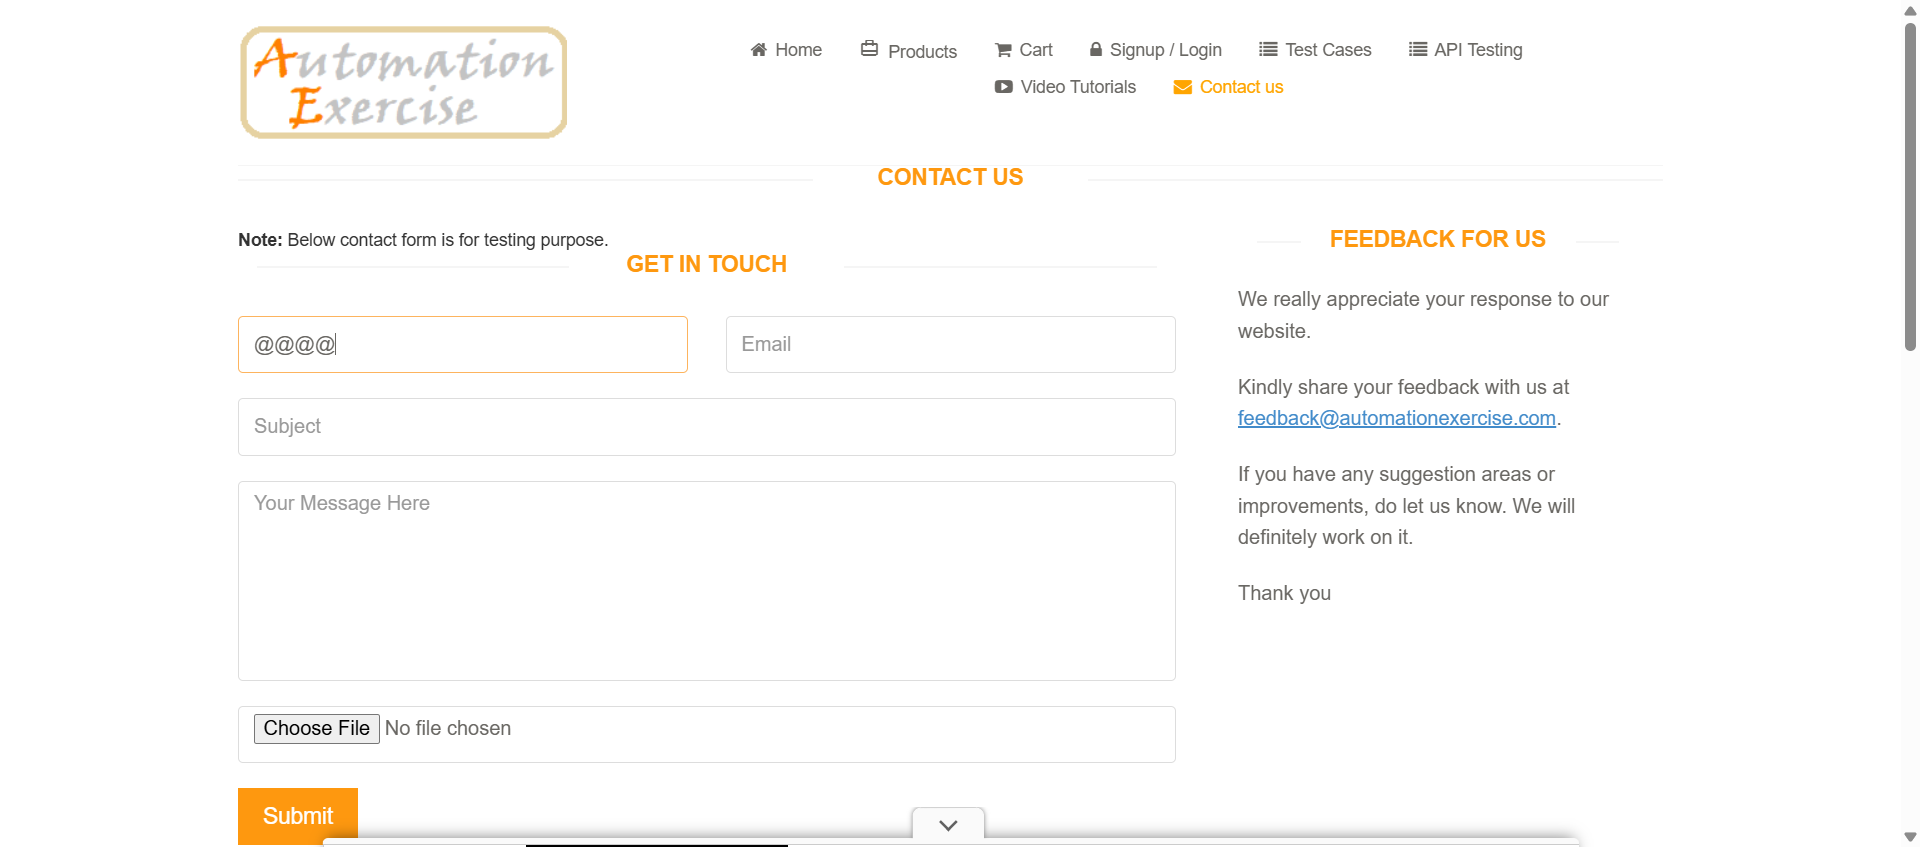 Automation
Exercise
Home
Products
Cart
Signup / Login
Test Cases
API Testing
Video Tutorials
Contact us
CONTACT US
Note: Below contact form is for testing purpose.
GET IN TOUCH
@@@@
Email
Subject
Your Message Here
Choose File No file chosen
Submit
FEEDBACK FOR US
We really appreciate your response to our
website.
Kindly share your feedback with us at
feedback@automationexercise.com.
If you have any suggestion areas or
improvements, do let us know. We will
definitely work on it.
Thank you